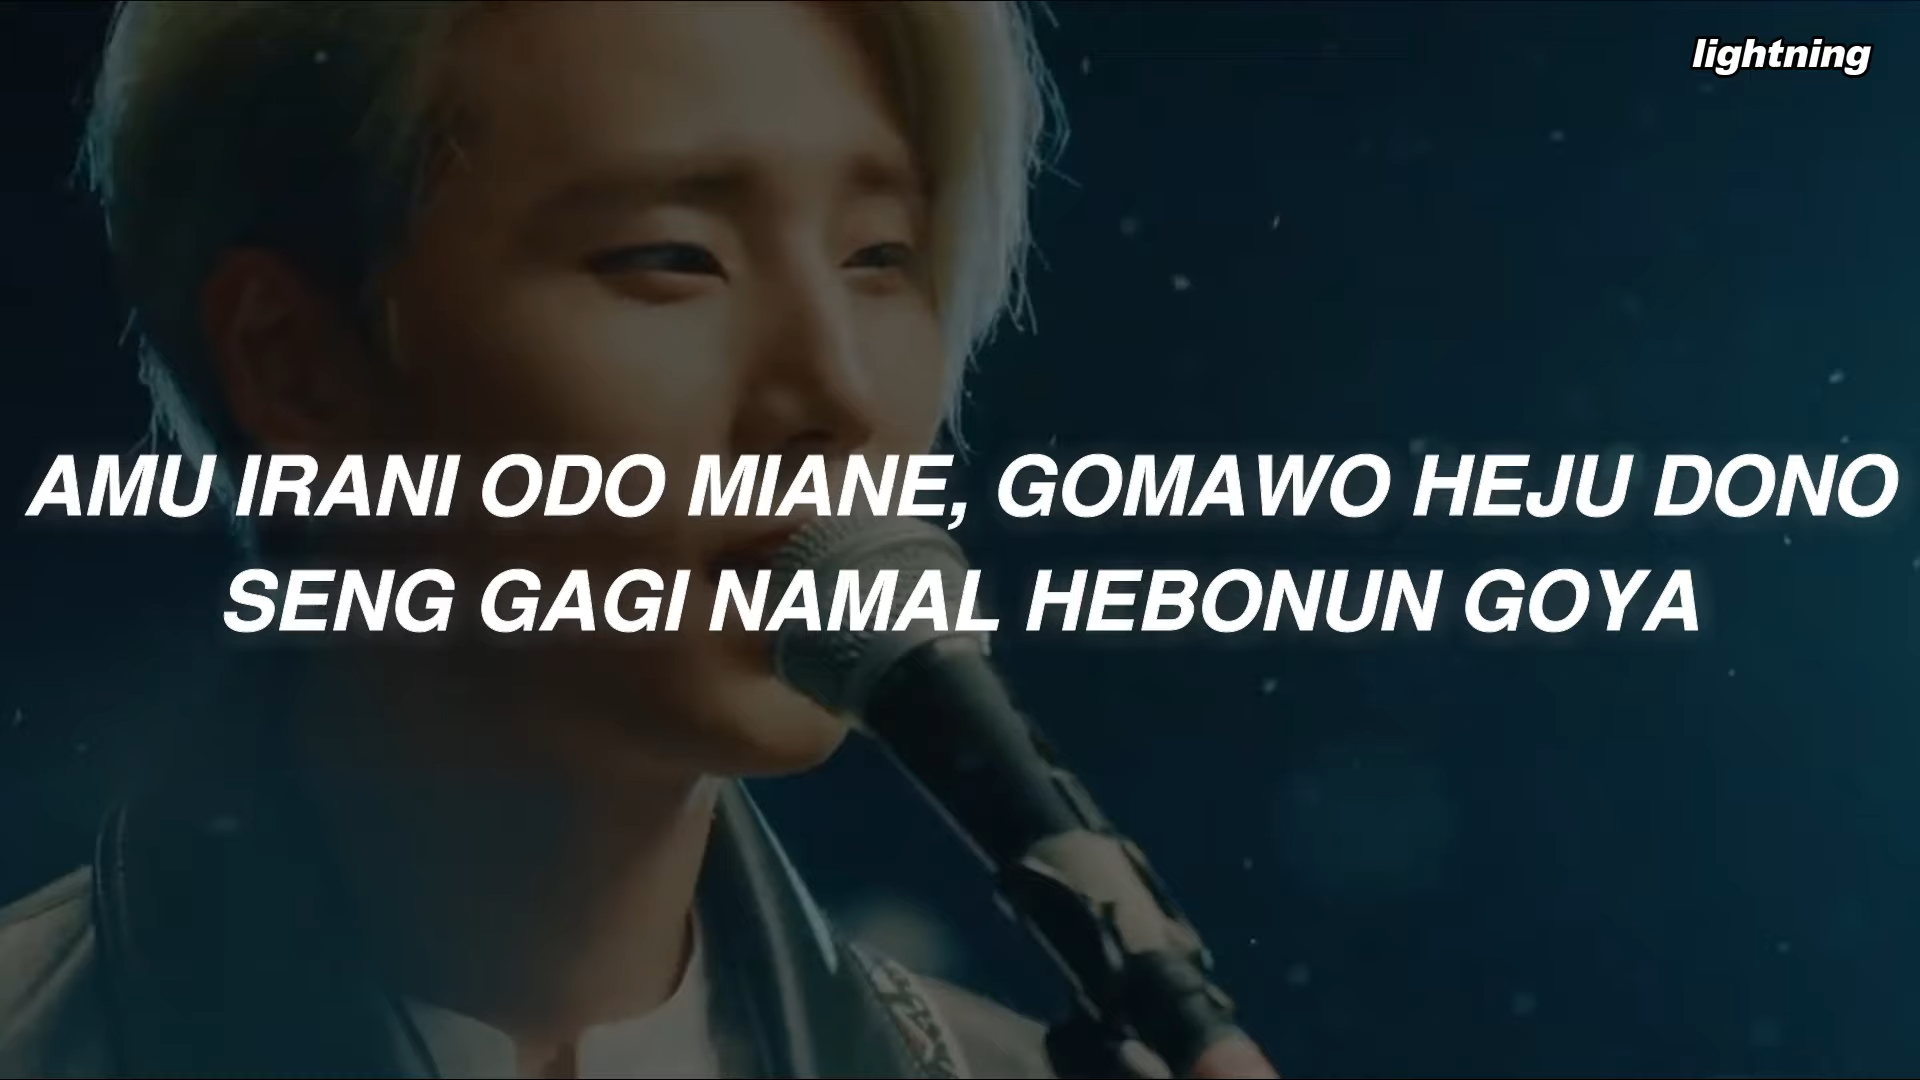 lightning
AMU IRANI ODO MIANE, GOMAWO HEJU DONO
SENG GAGI NAMAL HEBONUN GOYA